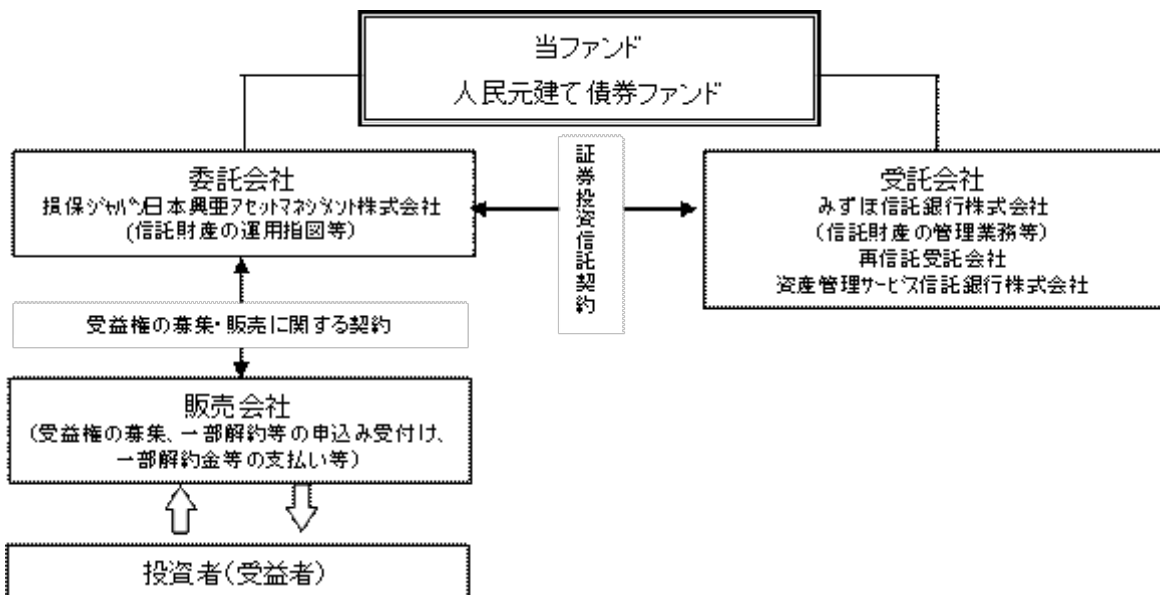 当ファンド
人民元建て債券ファンド
委託会社
損保ジャパン日本興亜アセットマネジメント株式会社
(信託財産の運用指図等)
証券投資信託契約
受託会社
みずほ信託銀行株式会社
(信託財産の管理業務等)
再信託受託会社
資産管理サービス信託銀行株式会社
受益権の募集・販売に関する契約
販売会社
(受益権の募集、一部解約等の申込み受付け、
一部解約金等の支払い等)
投資者(受益者)